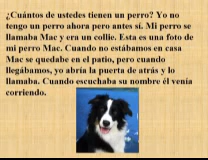 ¿Cuántos de ustedes tienen un perro? Yo no
tengo un perro ahora pero antes sí. Mi perro se
llamaba Mac y era un collie. Esta es una foto de
mi perro Mac. Cuando no estábamos en casa
Mac se quedaba en el patio, pero cuando
llegábamos, yo abría la puerta de atrás y lo
llamaba. Cuando escuchaba su nombre él venía
corriendo.